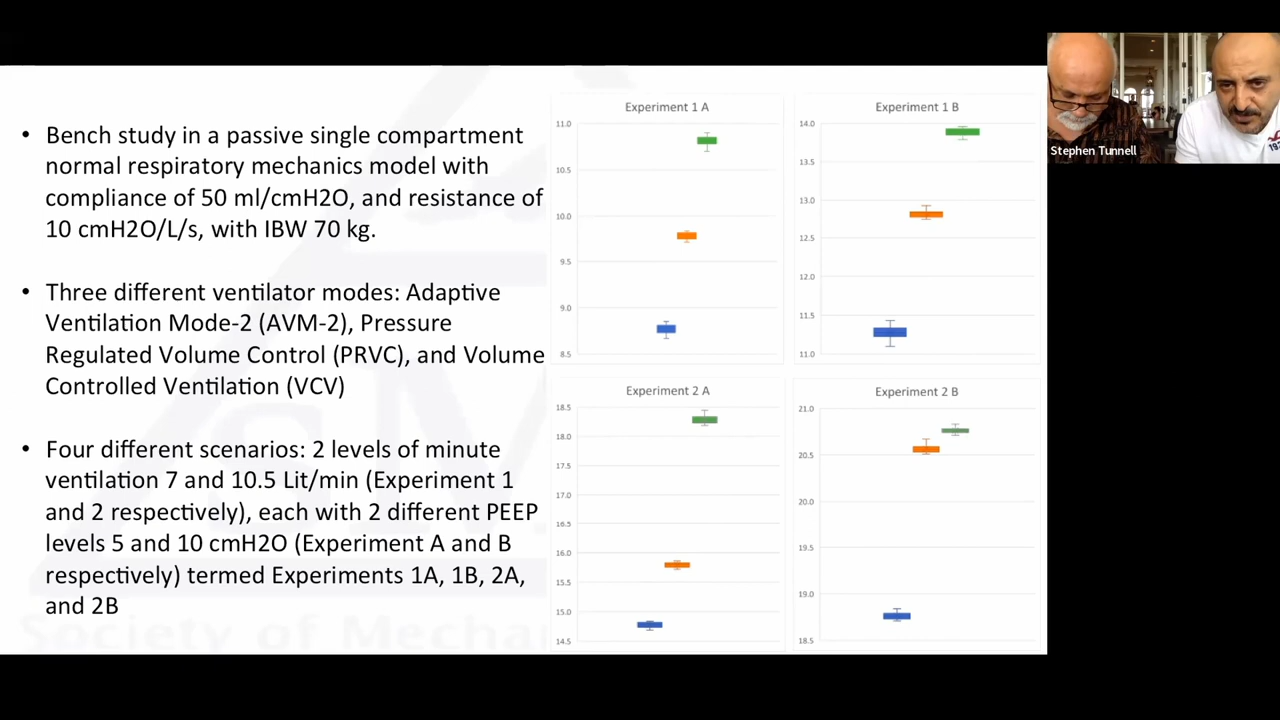 • Bench study in a passive single compartment
normal respiratory mechanics model with
compliance of 50 ml/cmH2O, and resistance of
10 cmH2O/L/s, with IBW 70 kg.
• Three different ventilator modes: Adaptive
Ventilation Mode-2 (AVM-2), Pressure
Regulated Volume Control (PRVC), and Volume
Controlled Ventilation (VCV)
• Four different scenarios: 2 levels of minute
ventilation 7 and 10.5 Lit/min (Experiment 1
and 2 respectively), each with 2 different PEEP
levels 5 and 10 cmH2O (Experiment A and B
respectively) termed Experiments 1A, 1B, 2A,
and 2B
Society of Mechan
Experiment 1 A
11.0
10.5
10.0
9.5
9.0
8.5
Experiment 1 B
14.0
13.5
13.0
12.5
12.0
11.5
11.0
Experiment 2 A
18.5
18.0
17.5
17.0
16.5
16.0
15.5
15.0
14.5
Experiment 2 B
21.0
20.5
20.0
19.5
19.0
18.5
Stephen Tunnell